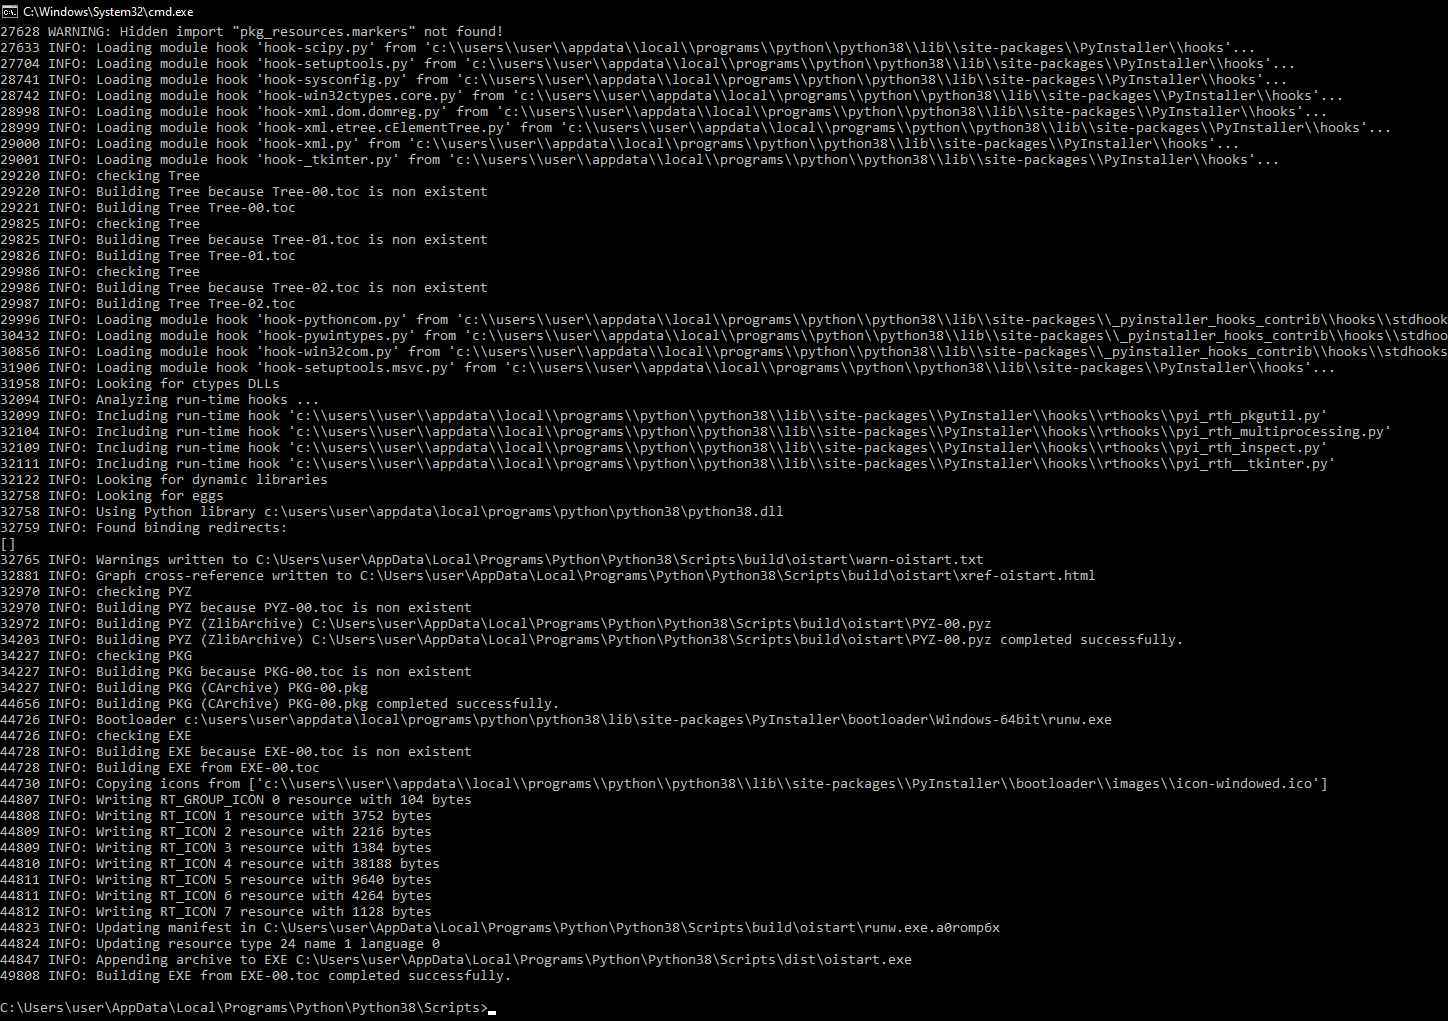 C:\Windows\System32\cmd.exe
27628 WARNING: Hidden import "pkg_resources.markers" not found!
27633 INFO: Loading module hook 'hook-scipy.py' from 'c:\\users\\user\\appdata\\local\\programs\\python\\python38\\lib\\site-packages\\PyInstaller\\hooks'...
27704 INFO: Loading module hook 'hook-setuptools.py' from 'c:\\users\\user\\appdata\\local\\programs\\python\\python38\\lib\\site-packages\\PyInstaller\\hooks'...
28741 INFO: Loading module hook 'hook-sysconfig.py' from 'c:\\users\\user\\appdata\\local\\programs\\python\\python38\\lib\\site-packages\\PyInstaller\\hooks'...
28742 INFO: Loading module hook 'hook-win32ctypes.core.py' from 'c:\\users\\user\\appdata\\local\\programs\\python\\python38\\lib\\site-packages\\PyInstaller\\hooks'...
28998 INFO: Loading module hook 'hook-xml.dom.domreg.py' from 'c:\\users\\user\\appdata\\local\\programs\\python\\python38\\lib\\site-packages\\PyInstaller\\hooks'...
28999 INFO: Loading module hook 'hook-xml.etree.cElementTree.py' from 'c:\\users\\user\\appdata\\local\\programs\\python\\python38\\lib\\site-packages\\PyInstaller\\hooks'...
29000 INFO: Loading module hook 'hook-xml.py' from 'c:\\users\\user\\appdata\\local\\programs\\python\\python38\\lib\\site-packages\\PyInstaller\\hooks'...
29001 INFO: Loading module hook 'hook-_tkinter.py' from 'c:\\users\\user\\appdata\\local\\programs\\python\\python38\\lib\\site-packages\\PyInstaller\\hooks'...
29220 INFO: checking Tree
29220 INFO: Building Tree because Tree-00.toc is non existent
29221 INFO: Building Tree Tree-00.toc
29825 INFO: checking Tree
29825 INFO: Building Tree because Tree-01.toc is non existent
29826 INFO: Building Tree Tree-01.toc
29986 INFO: checking Tree
29986 INFO: Building Tree because Tree-02.toc is non existent
29987 INFO: Building Tree Tree-02.toc
29996 INFO: Loading module hook 'hook-pythoncom.py' from 'c:\\users\\user\\appdata\\local\\programs\\python\\python38\\lib\\site-packages\\_pyinstaller_hooks_contrib\\hooks\\stdhook
30432 INFO: Loading module hook 'hook-pywintypes.py' from 'c:\\users\\user\\appdata\\local\\programs\\python\\python38\\lib\\site-packages\\_pyinstaller_hooks_contrib\\hooks\\stdhoo
30856 INFO: Loading module hook 'hook-win32com.py' from 'c:\\users\\user\\appdata\\local\\programs\\python\\python38\\lib\\site-packages\\_pyinstaller_hooks_contrib\\hooks\\stdhooks
31906 INFO: Loading module hook 'hook-setuptools.msvc.py' from 'c:\\users\\user\\appdata\\local\\programs\\python\\python38\\lib\\site-packages\\PyInstaller\\hooks'...
31958 INFO: Looking for ctypes DLLs
32094 INFO: Analyzing run-time hooks ...
32099 INFO: Including run-time hook 'c:\\users\\user\\appdata\\local\\programs\\python\\python38\\lib\\site-packages\\PyInstaller\\hooks\\rthooks\\pyi_rth_pkgutil.py'
32104 INFO: Including run-time hook 'c:\\users\\user\\appdata\\local\\programs\\python\\python38\\lib\\site-packages\\PyInstaller\\hooks\\rthooks\\pyi_rth_multiprocessing.py'
32109 INFO: Including run-time hook 'c:\\users\\user\\appdata\\local\\programs\\python\\python38\\lib\\site-packages\\PyInstaller\\hooks\\rthooks\\pyi_rth_inspect.py'
32111 INFO: Including run-time hook 'c:\\users\\user\\appdata\\local\\programs\\python\\python38\\lib\\site-packages\\PyInstaller\\hooks\\rthooks\\pyi_rth__tkinter.py'
32122 INFO: Looking for dynamic libraries
32758 INFO: Looking for eggs
32758 INFO: Using Python library c:\users\user\appdata\local\programs\python\python38\python38.dll
32759 INFO: Found binding redirects:
[]
32765 INFO: Warnings written to C:\Users\user\AppData\Local\Programs\Python\Python38\Scripts\build\oistart\warn-oistart.txt
32881 INFO: Graph cross-reference written to C:\Users\user\AppData\Local\Programs\Python\Python38\Scripts\build\oistart\xref-oistart.html
32970 INFO: checking PYZ
32970 INFO: Building PYZ because PYZ-00.toc is non existent
32972 INFO: Building PYZ (ZlibArchive) C:\Users\user\AppData\Local\Programs\Python\Python38\Scripts\build\oistart\PYZ-00.pyz
34203 INFO: Building PYZ (ZlibArchive) C:\Users\user\AppData\Local\Programs\Python\Python38\Scripts\build\oistart\PYZ-00.pyz completed successfully.
34227 INFO: checking PKG
34227 INFO: Building PKG because PKG-00.toc is non existent
34227 INFO: Building PKG (CArchive) PKG-00.pkg
44656 INFO: Building PKG (CArchive) PKG-00.pkg completed successfully.
44726 INFO: Bootloader c:\users\user\appdata\local\programs\python\python38\lib\site-packages\PyInstaller\bootloader\Windows-64bit\runw.exe
44726 INFO: checking EXE
44728 INFO: Building EXE because EXE-00.toc is non existent
44728 INFO: Building EXE from EXE-00.toc
44730 INFO: Copying icons from ['c:\\users\\user\\appdata\\local\\programs\\python\\python38\\lib\\site-packages\\PyInstaller\\bootloader\\images\\icon-windowed.ico']
44807 INFO: Writing RT_GROUP_ICON 0 resource with 104 bytes
44808 INFO: Writing RT_ICON 1 resource with 3752 bytes
44809 INFO: Writing RT_ICON 2 resource with 2216 bytes
44809 INFO: Writing RT_ICON 3 resource with 1384 bytes
44810 INFO: Writing RT_ICON 4 resource with 38188 bytes
44811 INFO: Writing RT_ICON 5 resource with 9640 bytes
44811 INFO: Writing RT_ICON 6 resource with 4264 bytes
44812 INFO: Writing RT_ICON 7 resource with 1128 bytes
44823 INFO: Updating manifest in C:\Users\user\AppData\Local\Programs\Python\Python38\Scripts\build\oistart\runw.exe.a0romp6x
44824 INFO: Updating resource type 24 name 1 language 0
44847 INFO: Appending archive to EXE C:\Users\user\AppData\Local\Programs\Python\Python38\Scripts\dist\oistart.exe
49808 INFO: Building EXE from EXE-00.toc completed successfully.
C:\Users\user\AppData\Local\Programs\Python\Python38\Scripts>